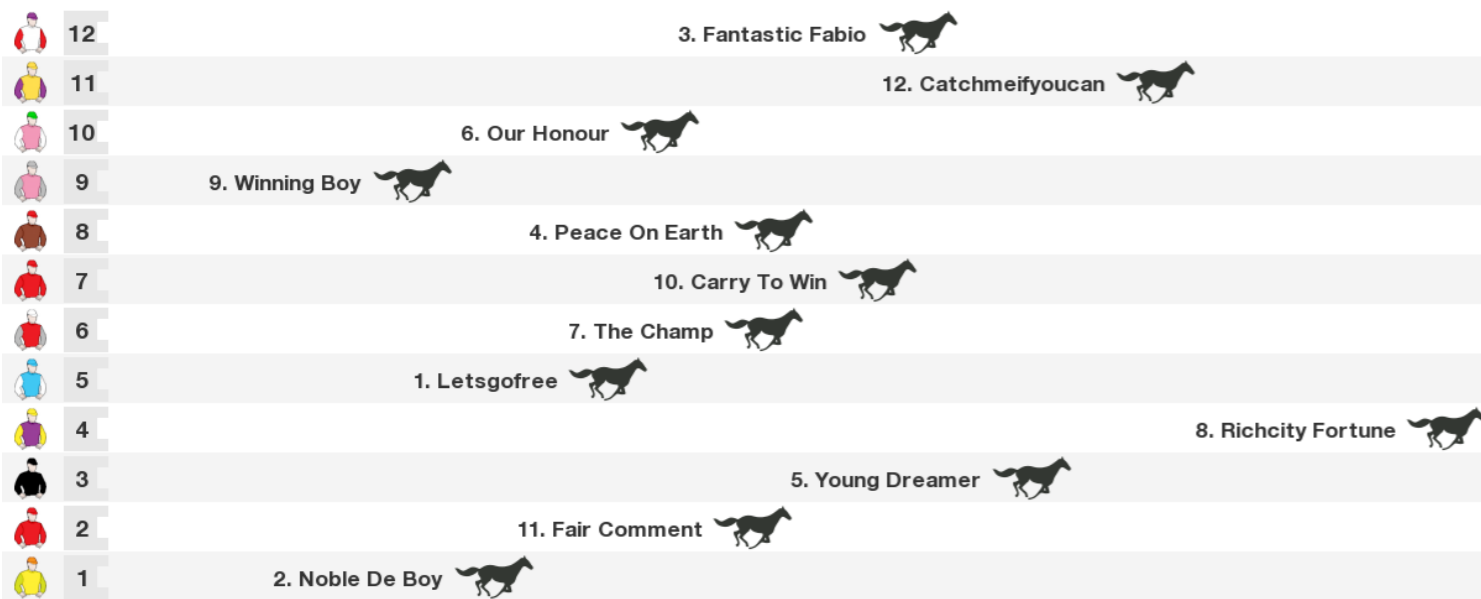 12 3. Fantastic Fabio
11 12. Catchmeifyoucan
10 6. Our Honour
9 9. Winning Boy
8 4. Peace On Earth
7 10. Carry To Win
6 7. The Champ
5 1. Letsgofree
4 8. Richcity Fortune
3 5. Young Dreamer
2 11. Fair Comment
1 2. Noble De Boy